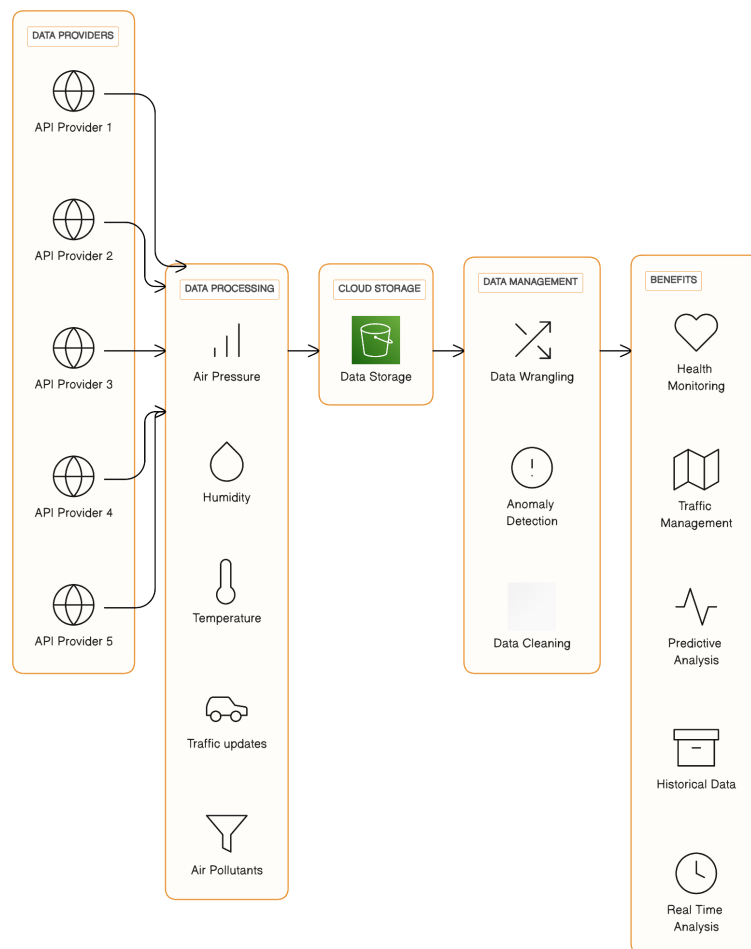 DATA PROVIDERS
API Provider 1
API Provider 2
API Provider 3
API Provider 4
API Provider 5
DATA PROCESSING
Air Pressure
Humidity
Temperature
Traffic updates
Air Pollutants
CLOUD STORAGE
Data Storage
DATA MANAGEMENT
Data Wrangling
Anomaly
Detection
Data Cleaning
BENEFITS
Health
Monitoring
Traffic
Management
Predictive
Analysis
Historical Data
Real Time
Analysis